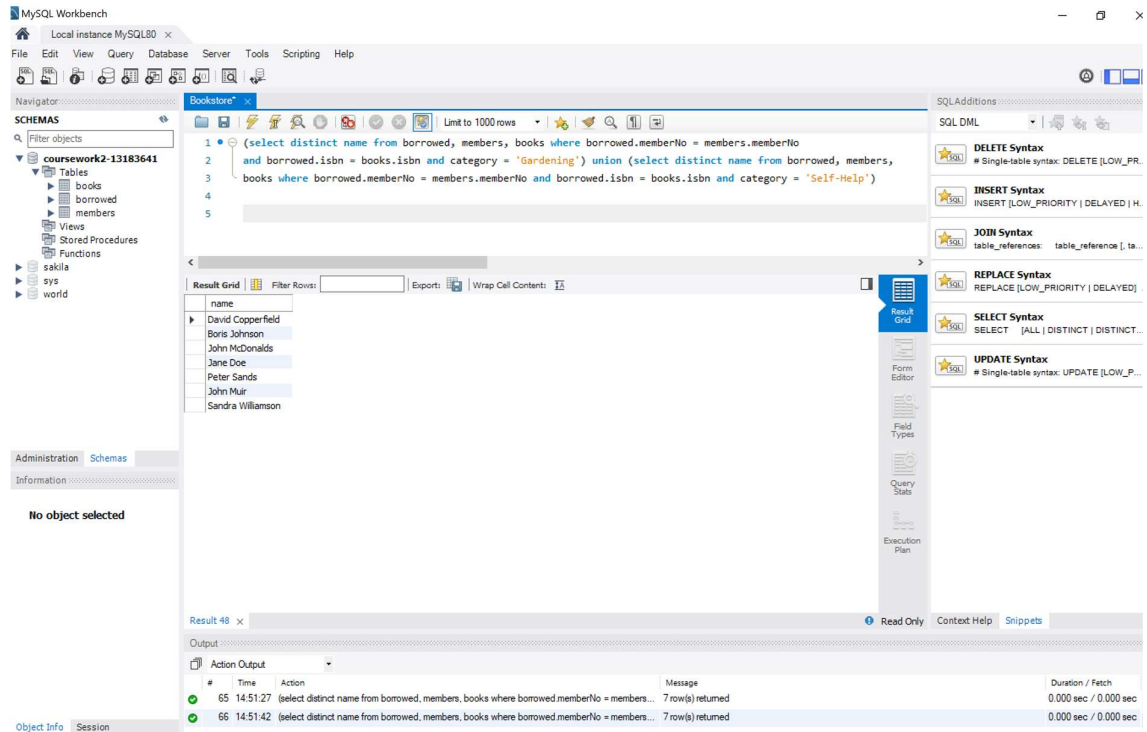 MySQL Workbench
Local instance MySQL80
File Edit View Query Database Server Tools Scripting Help
Navigator
SCHEMAS
Filter objects
coursework2-13183641
Tables
books
borrowed
members
Views
Stored Procedures
Functions
sakila
sys
world
Administration Schemas
Information
No object selected
Object Info Session
Bookstore*
Limit to 1000 rows
1 (select distinct name from borrowed, members, books where borrowed.memberNo = members.memberNo
2 and borrowed.isbn = books.isbn and category = 'Gardening') union (select distinct name from borrowed, members,
3 books where borrowed.memberNo = members.memberNo and borrowed.isbn = books.isbn and category = 'Self-Help')
4
5
Result Grid Filter Rows: Export: Wrap Cell Content: IA
name
David Copperfield
Boris Johnson
John McDonalds
Jane Doe
Peter Sands
John Muir
Sandra Williamson
Result
Grid
Form
Editor
Field
Types
Query
Stats
Execution
Plan
Result 48
Read Only
Output
Action Output
# Time Action Message Duration / Fetch
65 14:51:27 (select distinct name from borrowed, members, books where borrowed.memberNo = members... 7 row(s) returned 0.000 sec / 0.000 sec
66 14:51:42 (select distinct name from borrowed, members, books where borrowed.memberNo = members... 7 row(s) returned 0.000 sec / 0.000 sec
SQLAdditions
SQL DML
DELETE Syntax
# Single-table syntax: DELETE [LOW_PR...
INSERT Syntax
INSERT [LOW_PRIORITY | DELAYED | H...
JOIN Syntax
table_references: table_reference [, ta...
REPLACE Syntax
REPLACE [LOW_PRIORITY | DELAYED]
SELECT Syntax
SELECT [ALL | DISTINCT | DISTINCT...
UPDATE Syntax
# Single-table syntax: UPDATE [LOW_P...
Context Help Snippets